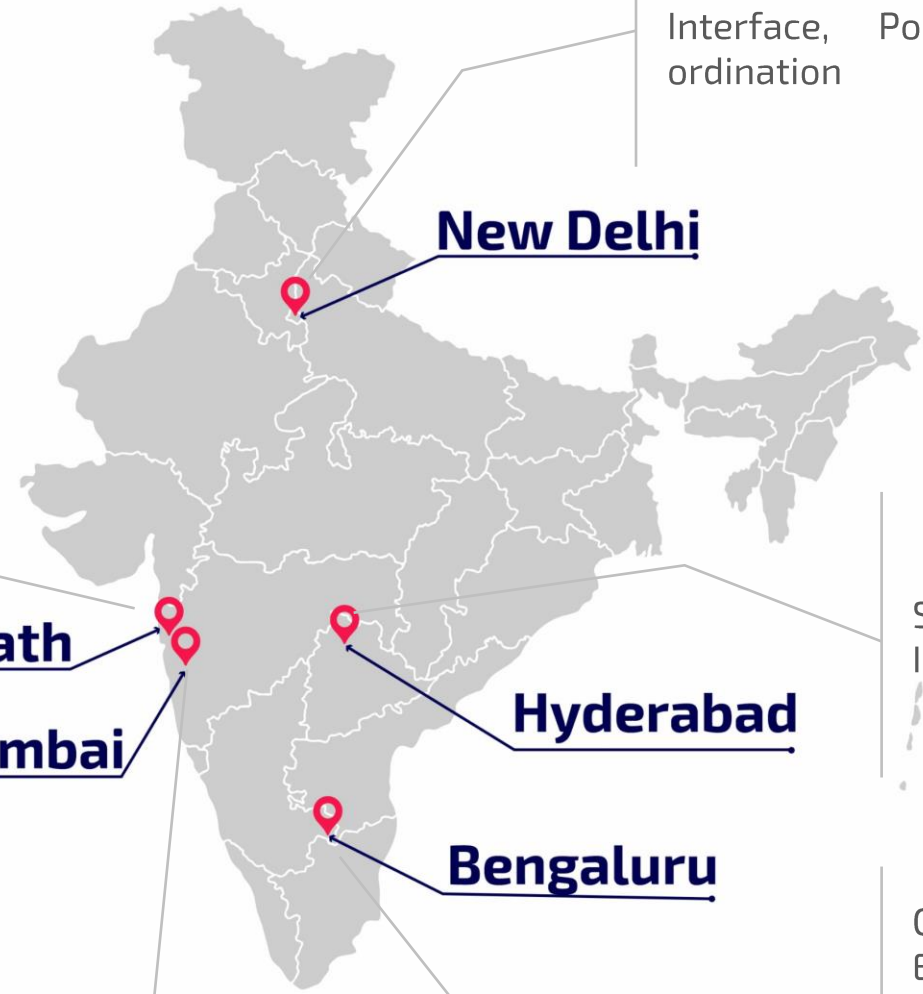 Interface, Po
ordination
New Delhi
ath
mbai
Hyderabad
Bengaluru